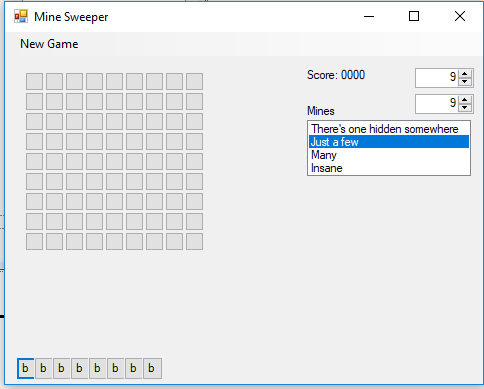 Mine Sweeper
New Game
Score: 0000
9
9
Mines
There's one hidden somewhere
Just a few
Many
Insane
b b b b b b b b